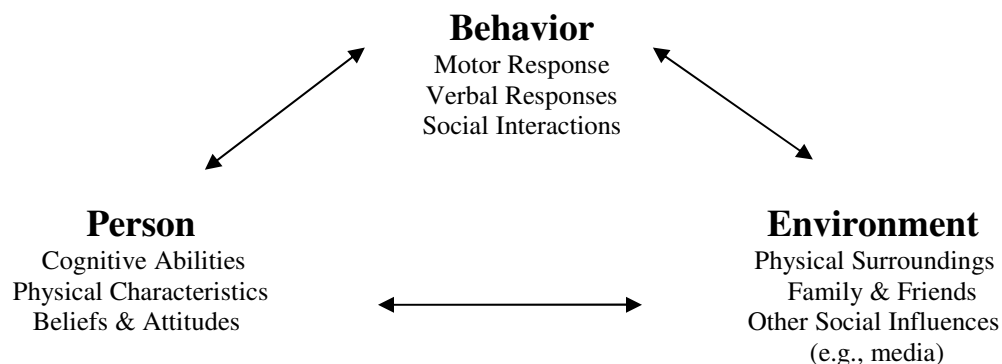 Behavior
Motor Response
Verbal Responses
Social Interactions
Person
Cognitive Abilities
Physical Characteristics
Beliefs & Attitudes
Environment
Physical Surroundings
Family & Friends
Other Social Influences
(e.g., media)